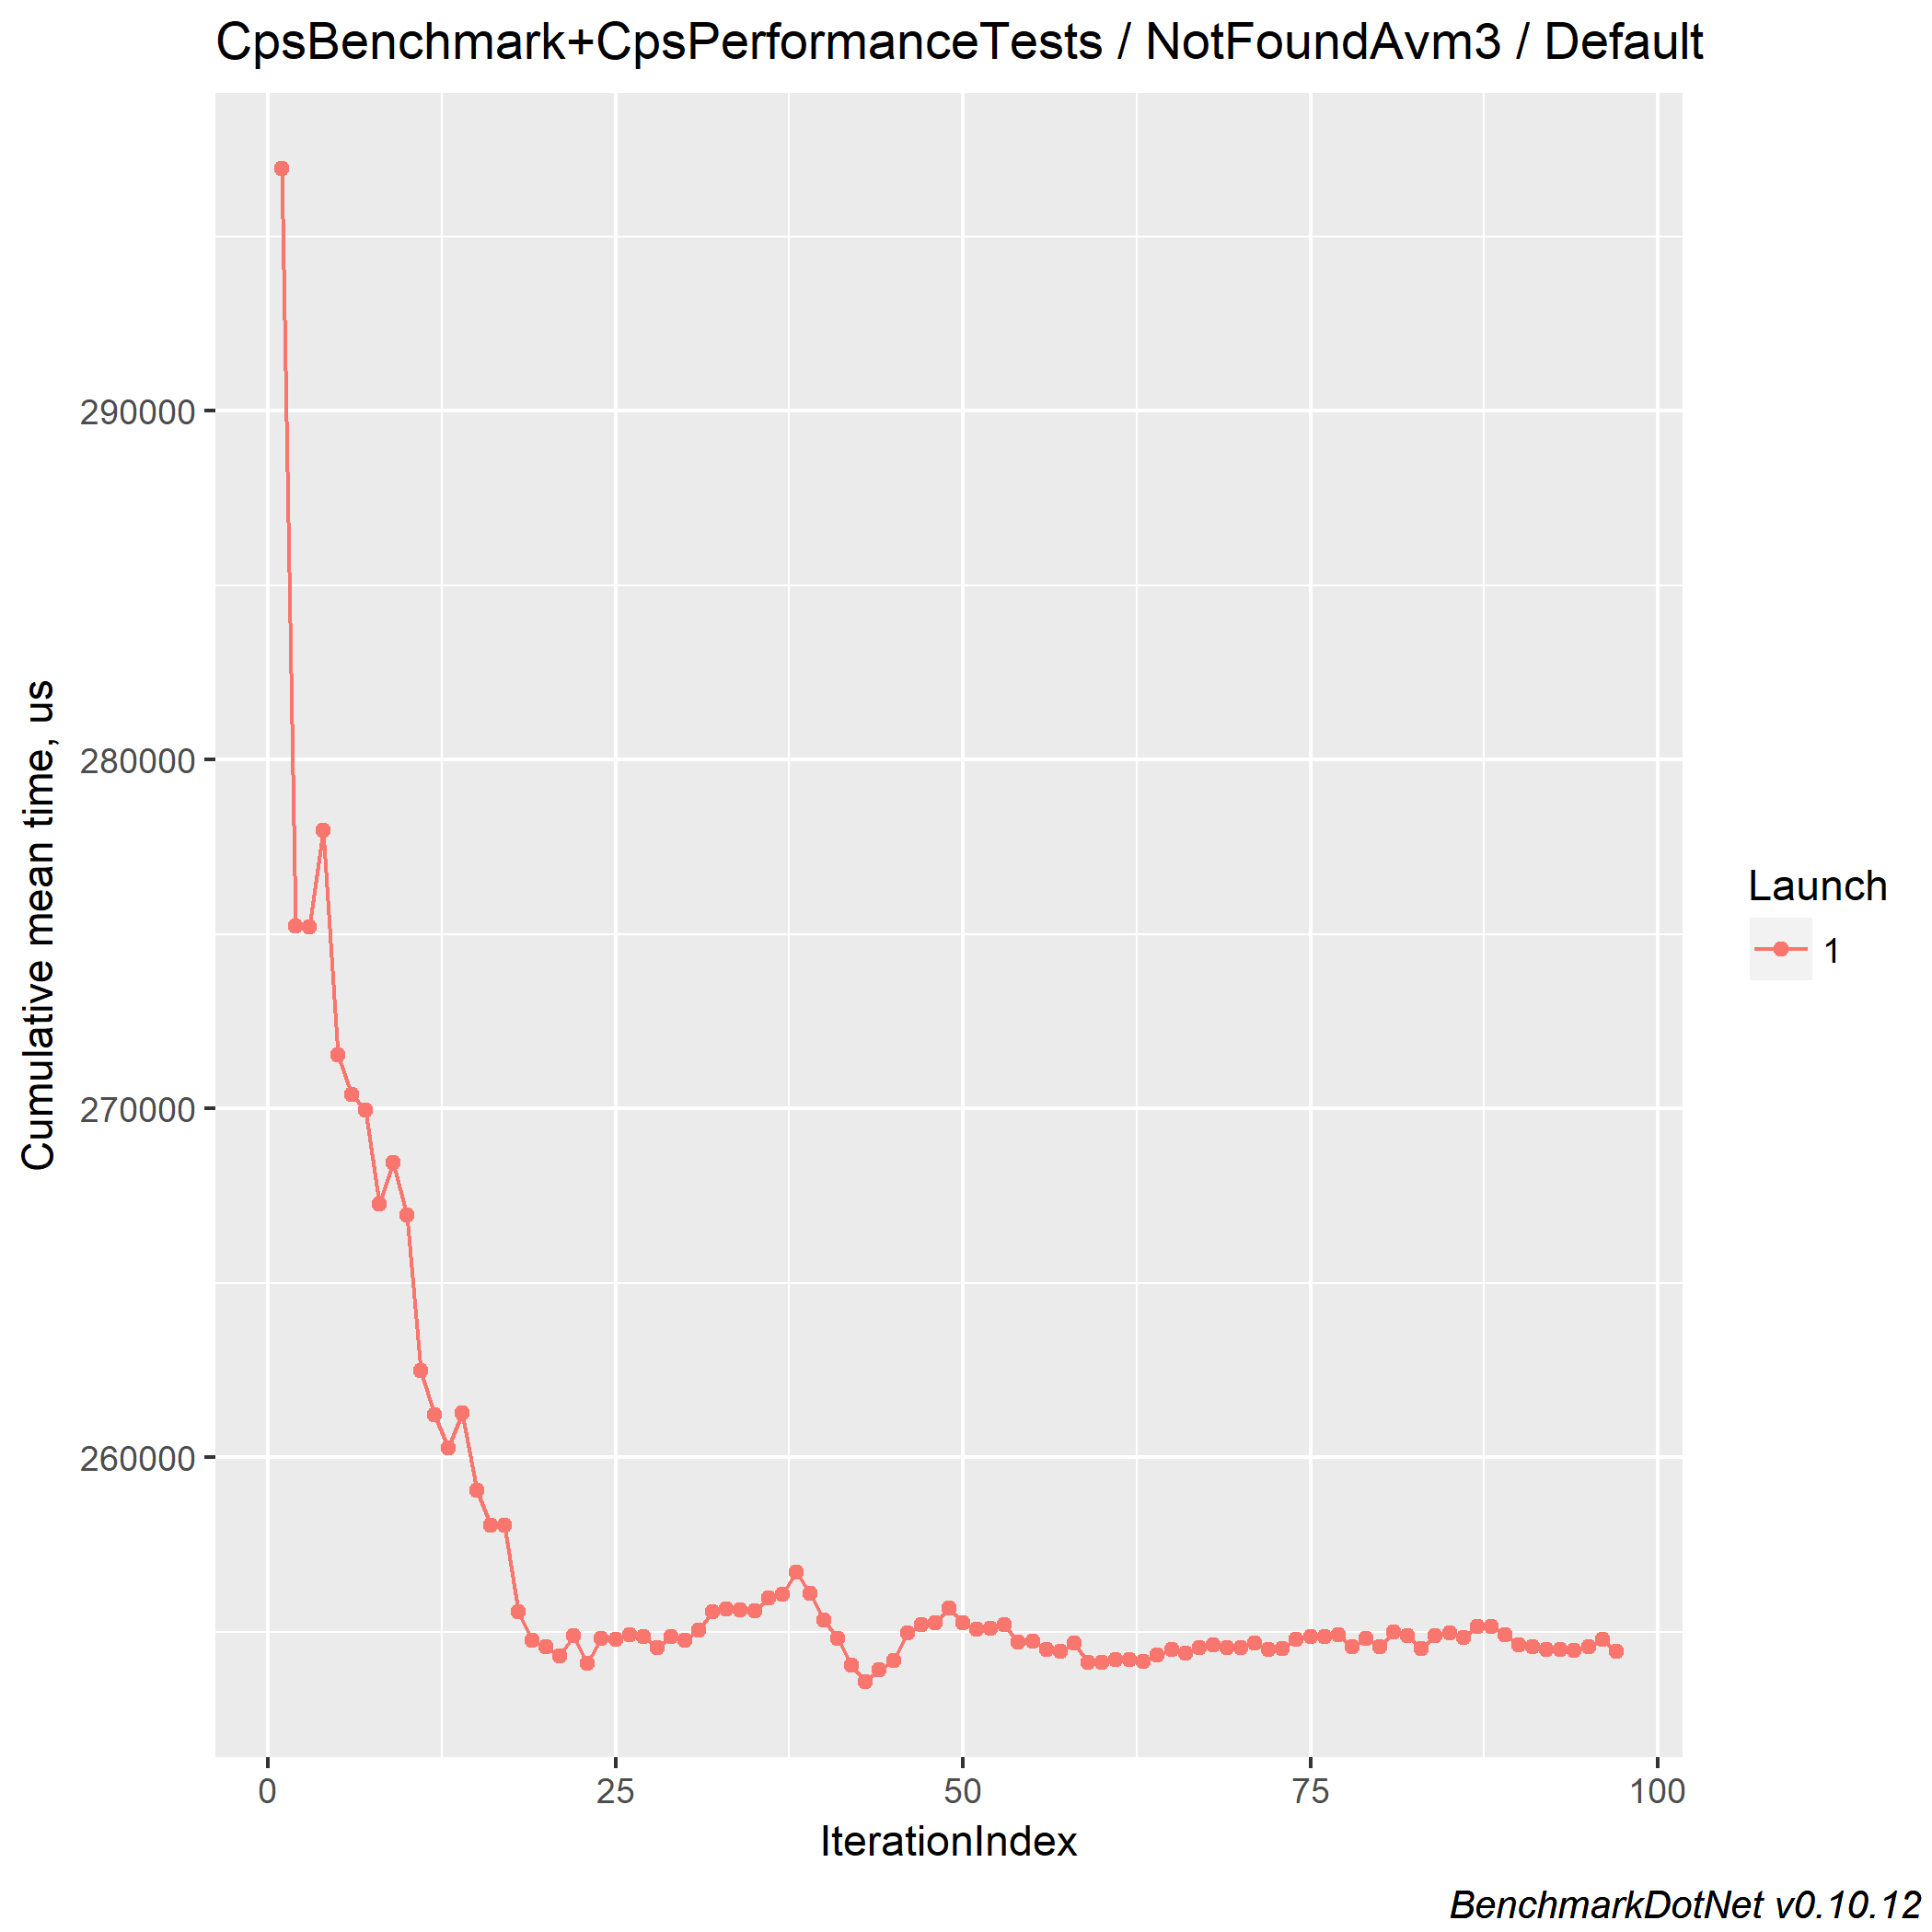 CpsBenchmark+CpsPerformanceTests / NotFoundAvm3 / Default
Cumulative mean time, us
290000
280000
270000
260000
0 25 50 75 100
IterationIndex
Launch
1
BenchmarkDotNet v0.10.12